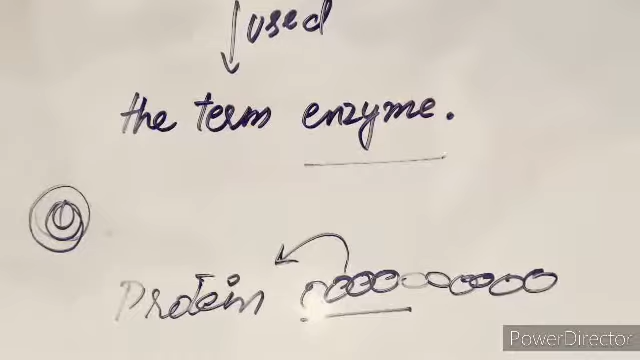 used
the term enzyme.
Protein
PowerDirector